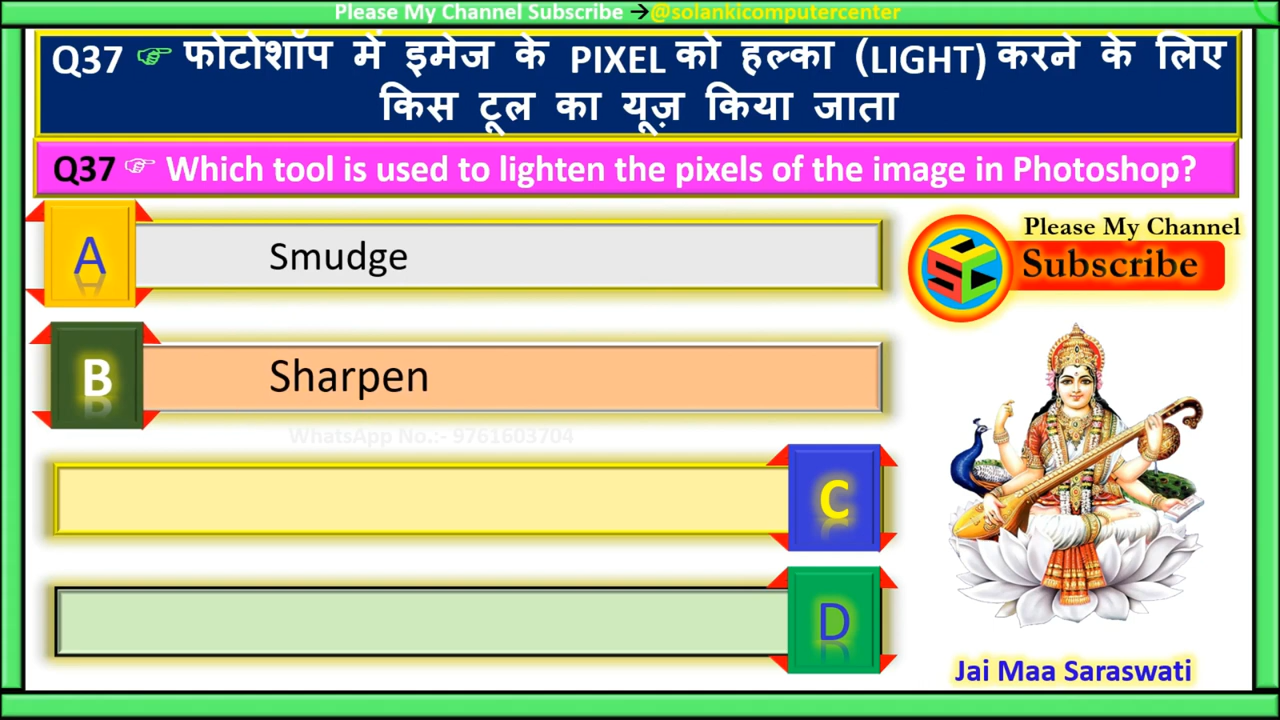 Please My Channel Subscribe →@solankicomputercenter
Q37 ☞ फोटोशॉप में इमेज के PIXEL को हल्का (LIGHT) करने के लिए
किस टूल का यूज़ किया जाता
Q37 ☞ Which tool is used to lighten the pixels of the image in Photoshop?
A Smudge
Please My Channel
Subscribe
SCC
B Sharpen
WhatsApp No.:- 9761603704
C
D
Jai Maa Saraswati